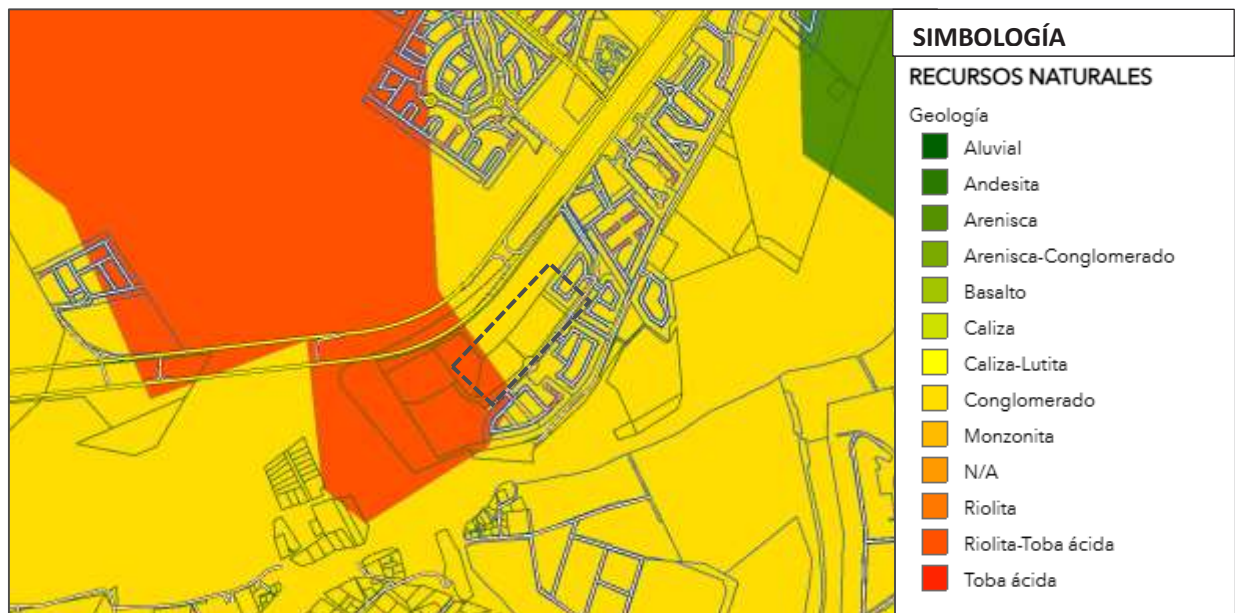 SIMBOLOGÍA
RECURSOS NATURALES
Geología
Aluvial
Andesita
Arenisca
Arenisca-Conglomerado
Basalto
Caliza
Caliza-Lutita
Conglomerado
Monzonita
N/A
Riolita
Riolita-Toba ácida
Toba ácida